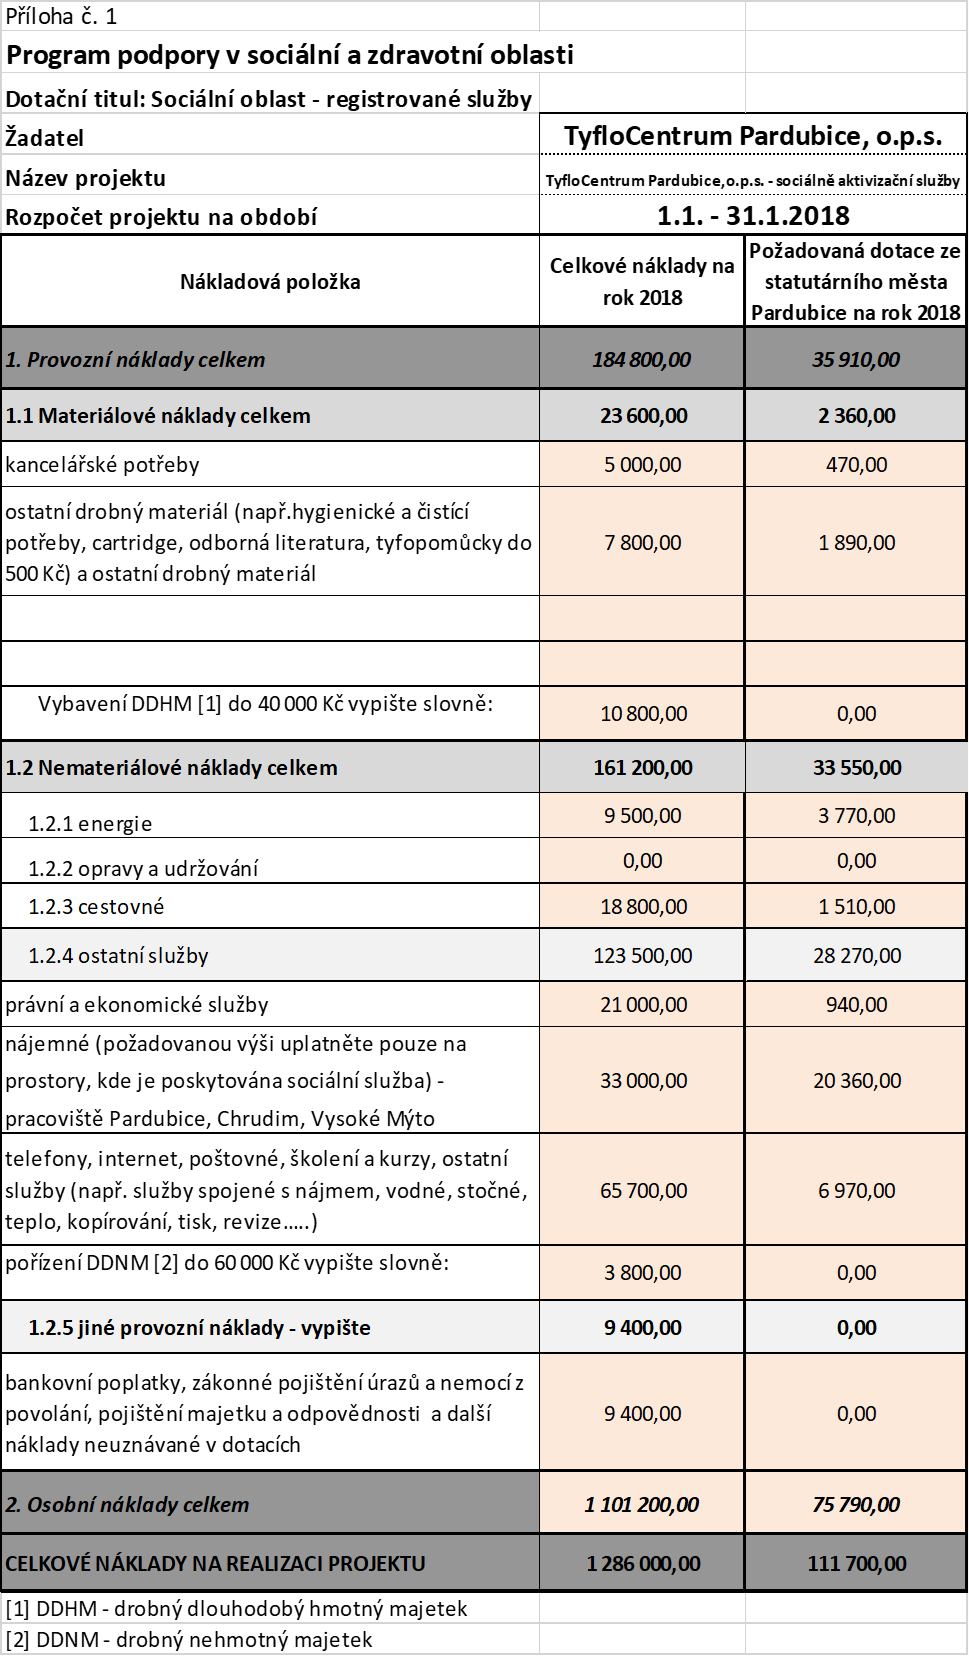 Příloha č. 1
Program podpory v sociální a zdravotní oblasti
Dotační titul: Sociální oblast - registrované služby
Žadatel TyfloCentrum Pardubice, o.p.s.
Název projektu TyfloCentrum Pardubice,o.p.s. - sociálně aktivizační služby
Rozpočet projektu na období 1.1. - 31.1.2018
Nákladová položka
Celkové náklady na
rok 2018
Požadovaná dotace ze
statutárního města
Pardubice na rok 2018
1. Provozní náklady celkem 184 800,00 35 910,00
1.1 Materiálové náklady celkem 23 600,00 2 360,00
kancelářské potřeby 5 000,00 470,00
ostatní drobný materiál (např.hygienické a čistící
potřeby, cartridge, odborná literatura, tyfopomůcky do
500 Kč) a ostatní drobný materiál
7 800,00 1 890,00
Vybavení DDHM [1] do 40 000 Kč vypište slovně:
10 800,00 0,00
1.2 Nemateriálové náklady celkem 161 200,00 33 550,00
1.2.1 energie 9 500,00 3 770,00
1.2.2 opravy a udržování 0,00 0,00
1.2.3 cestovné 18 800,00 1 510,00
1.2.4 ostatní služby 123 500,00 28 270,00
právní a ekonomické služby 21 000,00 940,00
nájemné (požadovanou výši uplatněte pouze na
prostory, kde je poskytována sociální služba) -
pracoviště Pardubice, Chrudim, Vysoké Mýto
33 000,00 20 360,00
telefony, internet, poštovné, školení a kurzy, ostatní
služby (např. služby spojené s nájmem, vodné, stočné,
teplo, kopírování, tisk, revize.....)
65 700,00 6 970,00
pořízení DDNM [2] do 60 000 Kč vypište slovně:
3 800,00 0,00
1.2.5 jiné provozní náklady - vypište 9 400,00 0,00
bankovní poplatky, zákonné pojištění úrazů a nemocí z
povolání, pojištění majetku a odpovědnosti  a další
náklady neuznávané v dotacích
9 400,00 0,00
2. Osobní náklady celkem 1 101 200,00 75 790,00
CELKOVÉ NÁKLADY NA REALIZACI PROJEKTU 1 286 000,00 111 700,00
[1] DDHM - drobný dlouhodobý hmotný majetek
[2] DDNM - drobný nehmotný majetek